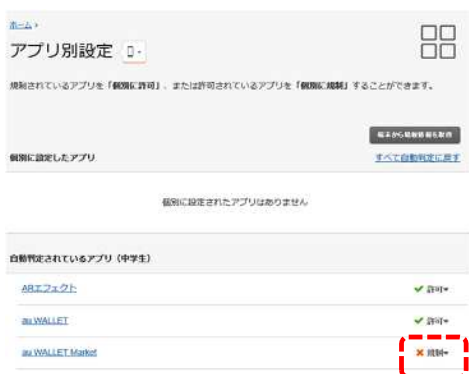 ホーム ›
アプリ別設定
規制されているアプリを「個別に許可」、または許可されているアプリを「個別に規制」することができます。
端末から最新情報を取得
個別に設定したアプリ
すべて自動判定に戻す
個別に設定されたアプリはありません
自動判定されているアプリ（中学生）
ARエフェクト
許可
au WALLET
許可
au WALLET Market
規制